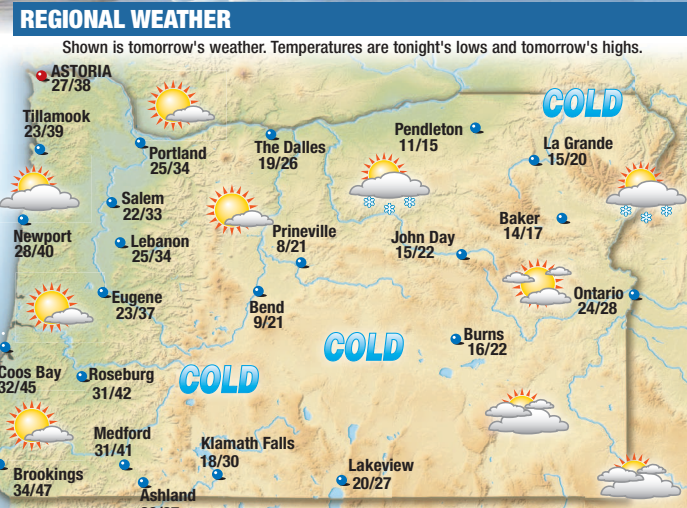 REGIONAL WEATHER
Shown is tomorrow's weather. Temperatures are tonight's lows and tomorrow's highs.
ASTORIA
27/38
COLD
Tillamook
23/39
Portland
25/34
The Dalles
19/26
Pendleton
11/15
La Grande
15/20
Salem
22/33
Newport
28/40
Lebanon
25/34
Prineville
8/21
John Day
15/22
Baker
14/17
Eugene
23/37
Bend
9/21
Ontario
24/28
Burns
16/22
COLD
Coos Bay
32/45
Roseburg
31/42
COLD
Medford
31/41
Klamath Falls
18/30
Brookings
34/47
Lakeview
20/27
Ashland